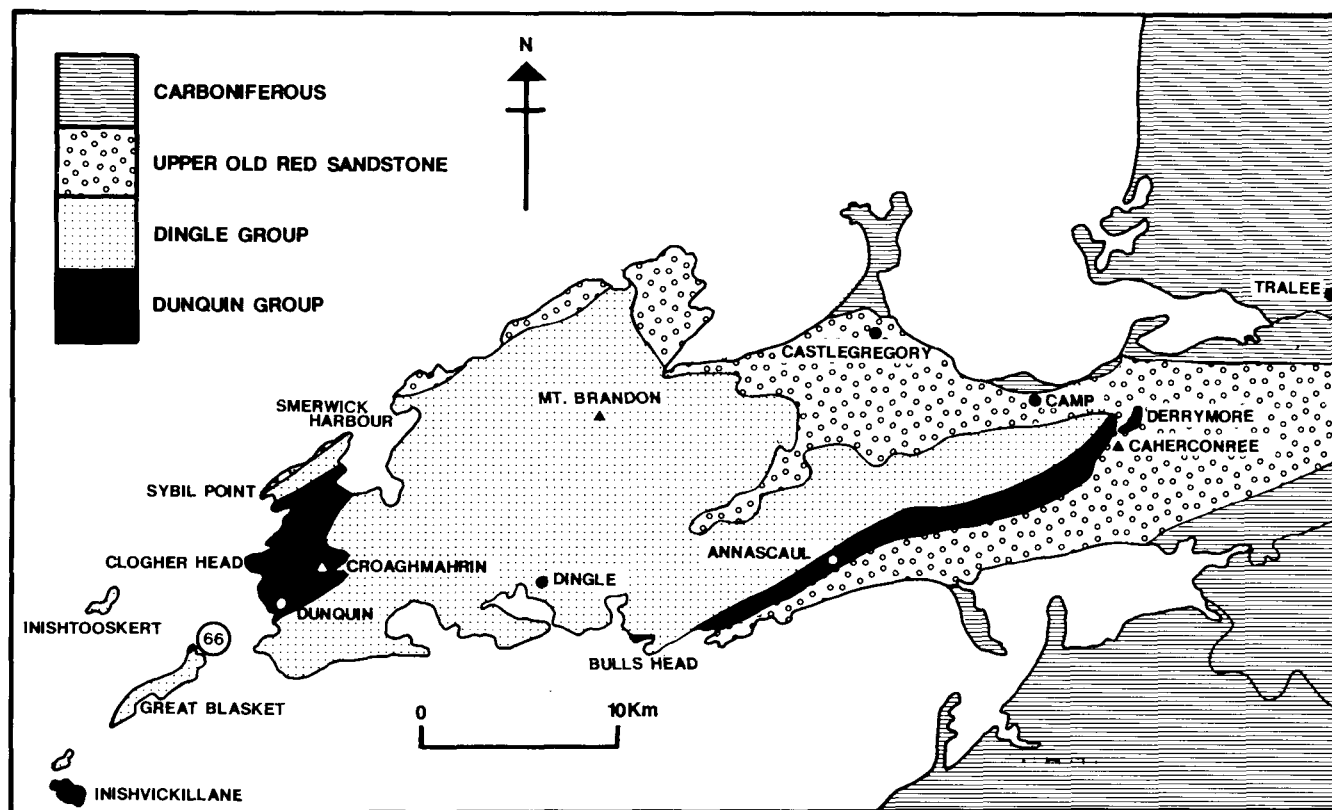 CARBONIFEROUS
UPPER OLD RED SANDSTONE
DINGLE GROUP
DUNQUIN GROUP
N
TRALEE
CASTLEGREGORY
MT. BRANDON
CAMP
SMERWICK
HARBOUR
DERRYMORE
CAHERCONREE
SYBIL POINT
ANNASCAUL
CLOGHER HEAD
CROAGHMAHRIN
DINGLE
DUNQUIN
INISHTOOSKERT
66
BULLS HEAD
GREAT BLASKET
0 10Km
INISHVICKILLANE